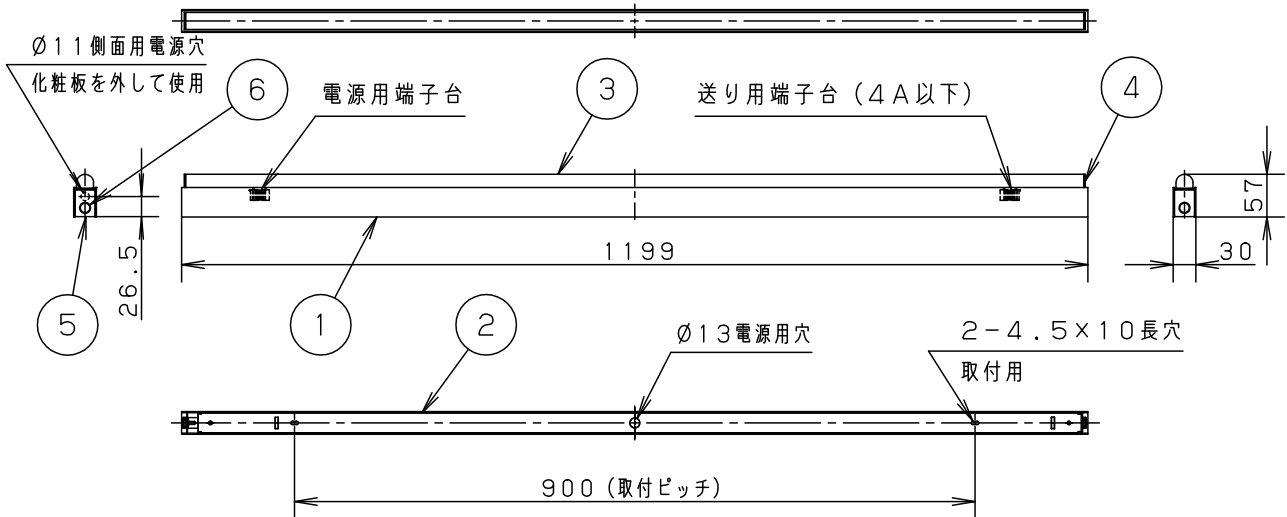 Ø11側面用電源穴
化粧板を外して使用
6
電源用端子台
3
送り用端子台(4A以下)
4
57
26.5
1199
30
5
1
2
Ø13電源用穴
2-4.5×10長穴
取付用
900(取付ピッチ)